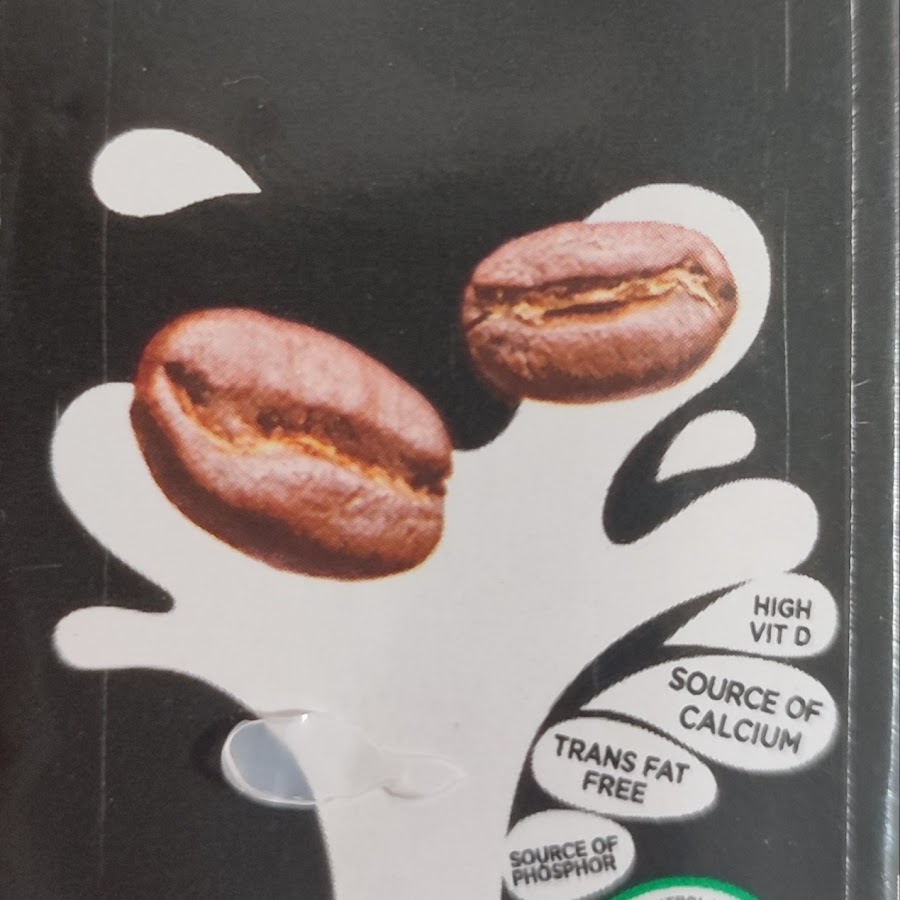 HIGH
VIT D
SOURCE OF
CALCIUM
TRANS FAT
FREE
SOURCE OF
PHOSPHOR